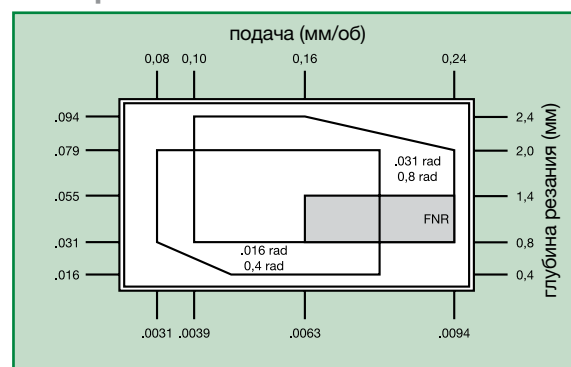 подача (мм/об)
0,08 0,10 0,16 0,24
.094 2,4
.079 2,0
.031 rad
0,8 rad
.055 1,4
FNR
.031 0,8
.016 rad
0,4 rad
.016 0,4
глубина резания (мм)
.0031 .0039 .0063 .0094